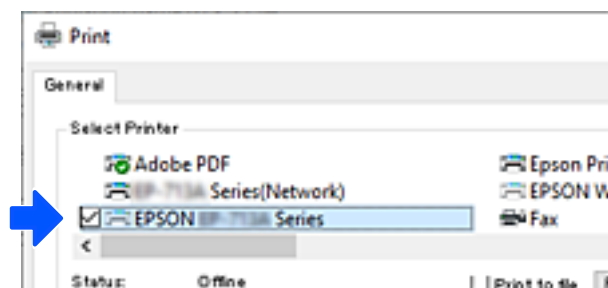 Print
General
Select Printer
Adobe PDF
Epson Pri
Series(Network)
EPSON W
EPSON Series
Fax
Status: Offline
Print to file